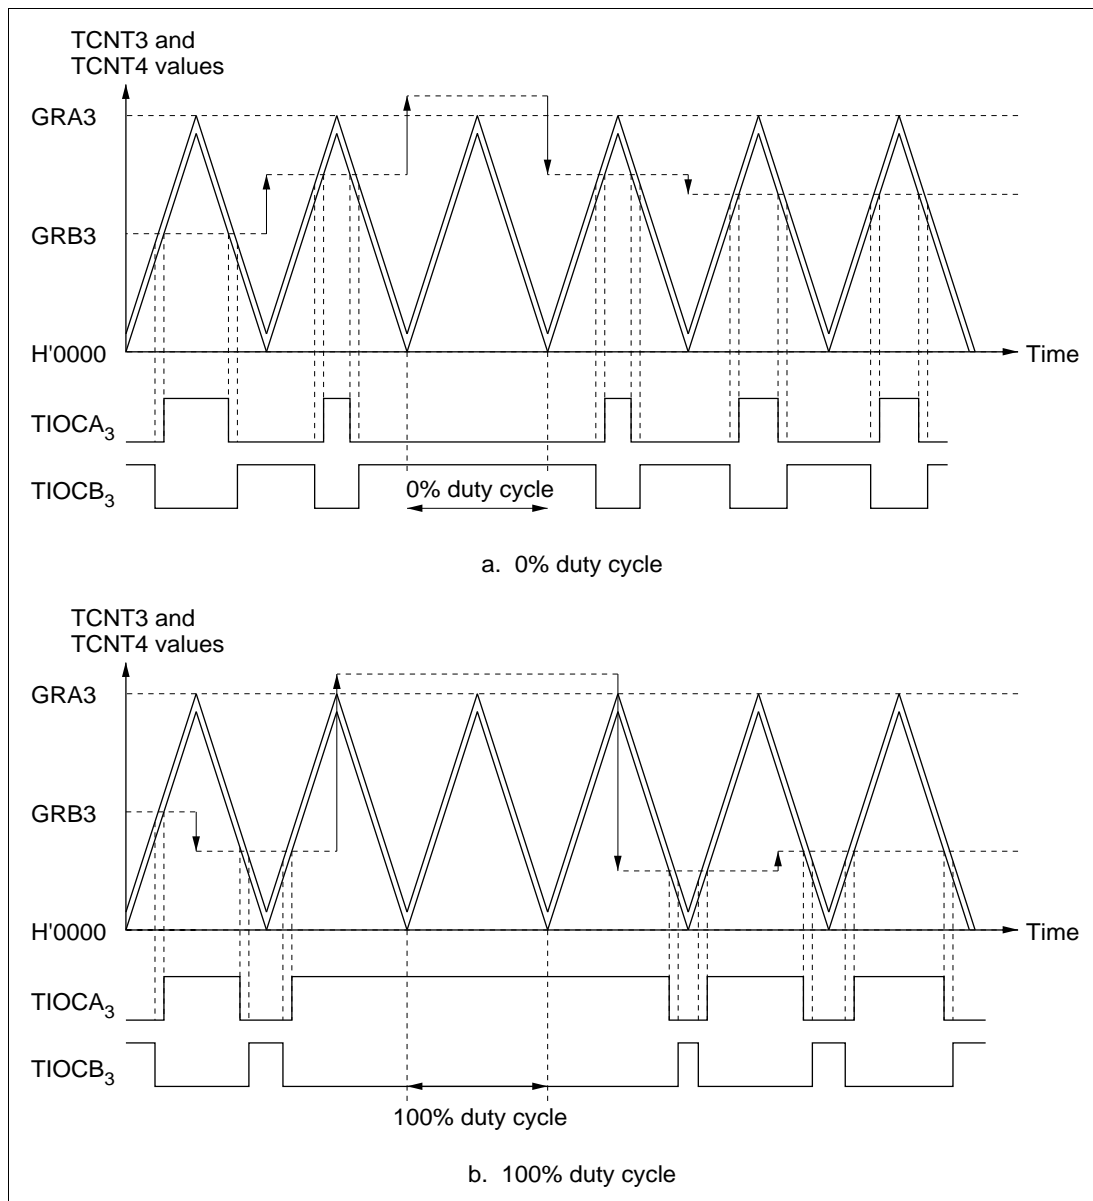 TCNT3 and
TCNT4 values
GRA3
GRB3
H'0000
Time
TIOCA3
TIOCB3
0% duty cycle
a. 0% duty cycle
TCNT3 and
TCNT4 values
GRA3
GRB3
H'0000
Time
TIOCA3
TIOCB3
100% duty cycle
b. 100% duty cycle